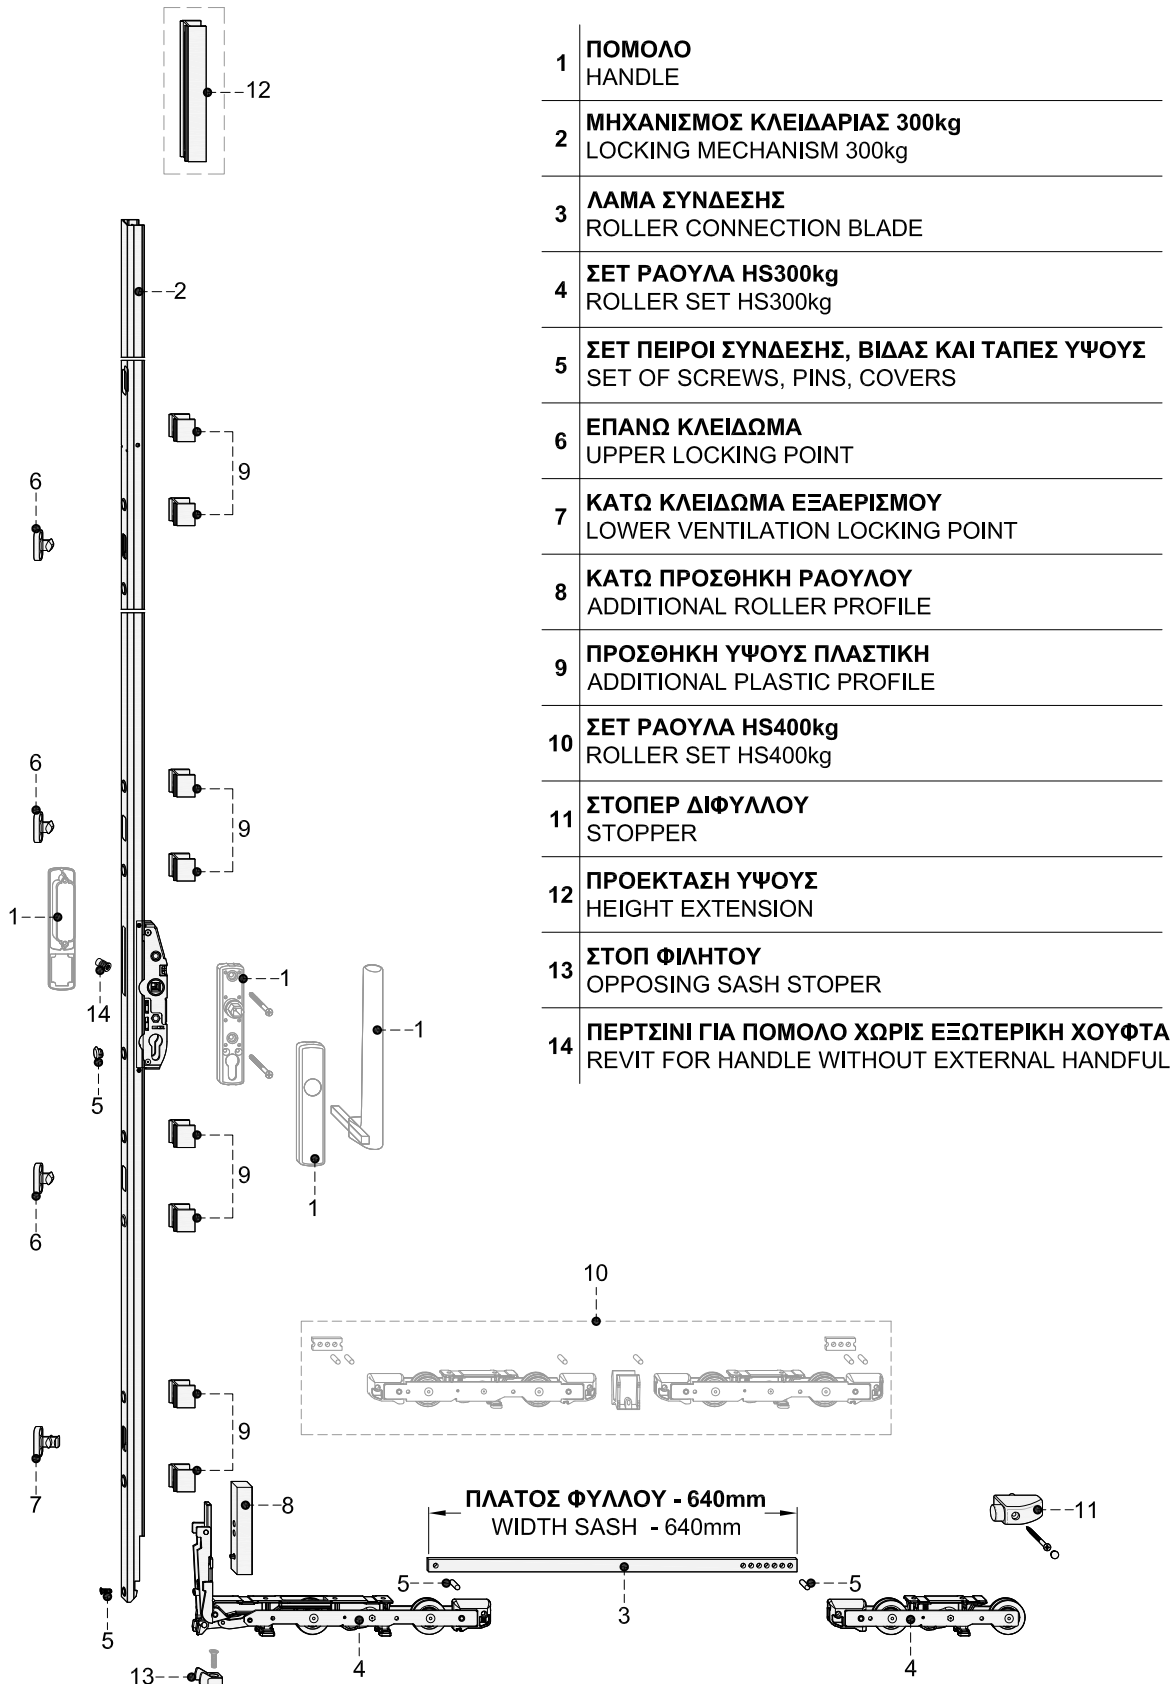 1
ΠΟΜΟΛΟ
HANDLE
2
ΜΗΧΑΝΙΣΜΟΣ ΚΛΕΙΔΑΡΙΑΣ 300kg
LOCKING MECHANISM 300kg
3
ΛΑΜΑ ΣΥΝΔΕΣΗΣ
ROLLER CONNECTION BLADE
4
ΣΕΤ ΡΑΟΥΛΑ HS300kg
ROLLER SET HS300kg
5
ΣΕΤ ΠΕΙΡΟΙ ΣΥΝΔΕΣΗΣ, ΒΙΔΑΣ ΚΑΙ ΤΑΠΕΣ ΥΨΟΥΣ
SET OF SCREWS, PINS, COVERS
6
ΕΠΑΝΩ ΚΛΕΙΔΩΜΑ
UPPER LOCKING POINT
7
ΚΑΤΩ ΚΛΕΙΔΩΜΑ ΕΞΑΕΡΙΣΜΟΥ
LOWER VENTILATION LOCKING POINT
8
ΚΑΤΩ ΠΡΟΣΘΗΚΗ ΡΑΟΥΛΟΥ
ADDITIONAL ROLLER PROFILE
9
ΠΡΟΣΘΗΚΗ ΥΨΟΥΣ ΠΛΑΣΤΙΚΗ
ADDITIONAL PLASTIC PROFILE
10
ΣΕΤ ΡΑΟΥΛΑ HS400kg
ROLLER SET HS400kg
11
ΣΤΟΠΕΡ ΔΙΦΥΛΛΟΥ
STOPPER
12
ΠΡΟΕΚΤΑΣΗ ΥΨΟΥΣ
HEIGHT EXTENSION
13
ΣΤΟΠ ΦΙΛΗΤΟΥ
OPPOSING SASH STOPER
14
ΠΕΡΤΣΙΝΙ ΓΙΑ ΠΟΜΟΛΟ ΧΩΡΙΣ ΕΞΩΤΕΡΙΚΗ ΧΟΥΦΤΑ
REVIT FOR HANDLE WITHOUT EXTERNAL HANDFUL
12
2
9
6
6
9
1
14
1
1
5
9
1
6
10
9
7
8
ΠΛΑΤΟΣ ΦΥΛΛΟΥ - 640mm
WIDTH SASH - 640mm
11
5
5
3
5
13
4
4